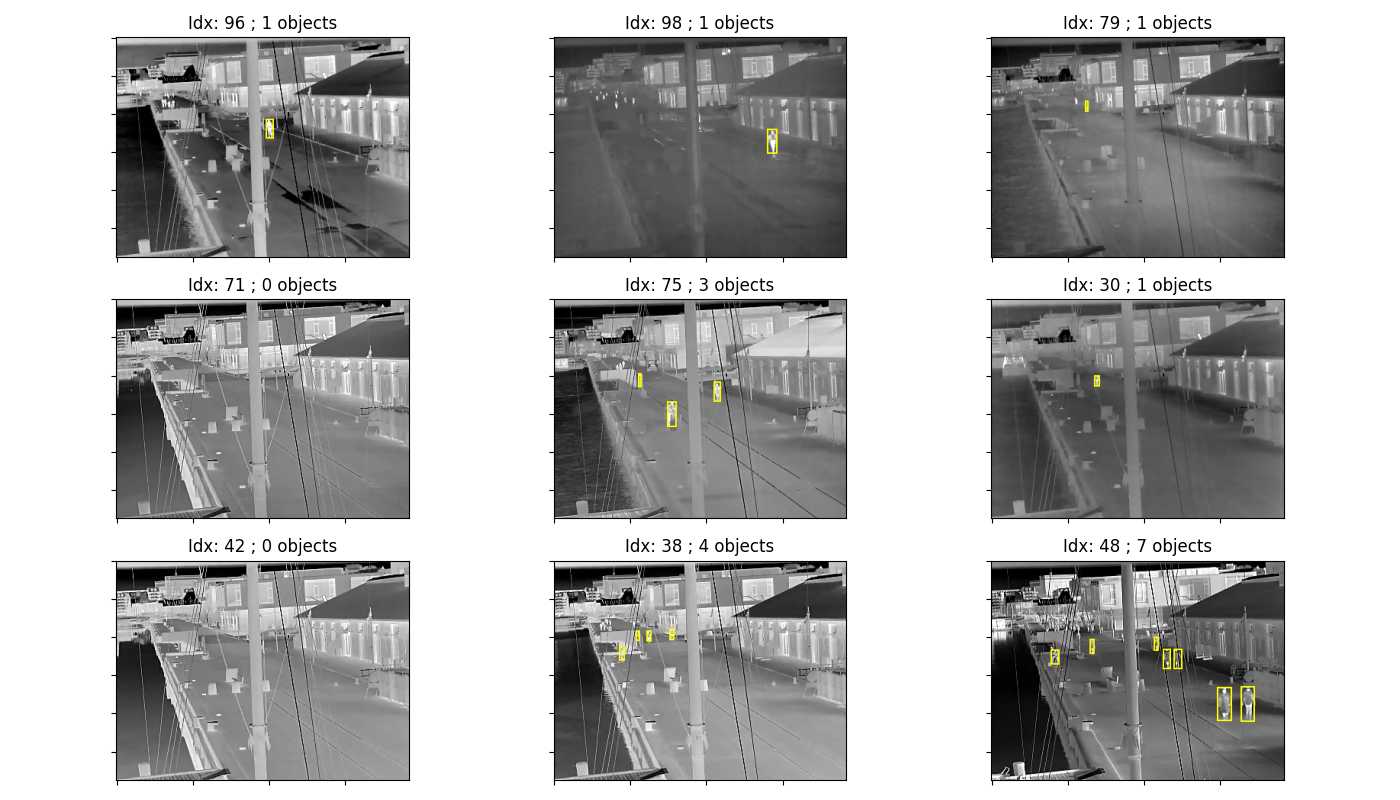 Idx: 96 ; 1 objects
Idx: 98 ; 1 objects
Idx: 79 ; 1 objects
Idx: 71 ; 0 objects
Idx: 75 ; 3 objects
Idx: 30 ; 1 objects
Idx: 42 ; 0 objects
Idx: 38 ; 4 objects
Idx: 48 ; 7 objects